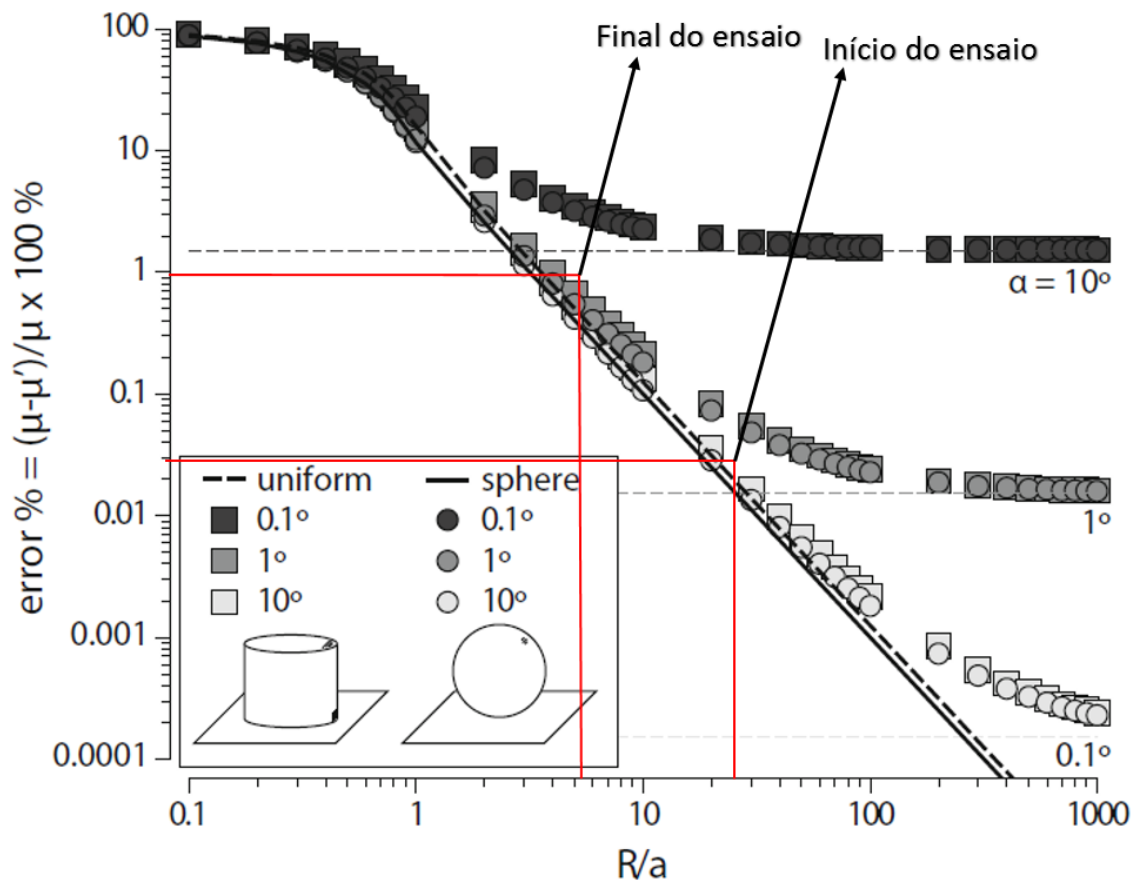 100
10
1
0.1
0.01
0.001
0.0001
error % = (μ-μ’)/μ x 100 %
Final do ensaio
Início do ensaio
α = 10º
1º
0.1º
uniform
sphere
0.1º
0.1º
1º
1º
10º
10º
0.1
1
10
100
1000
R/a